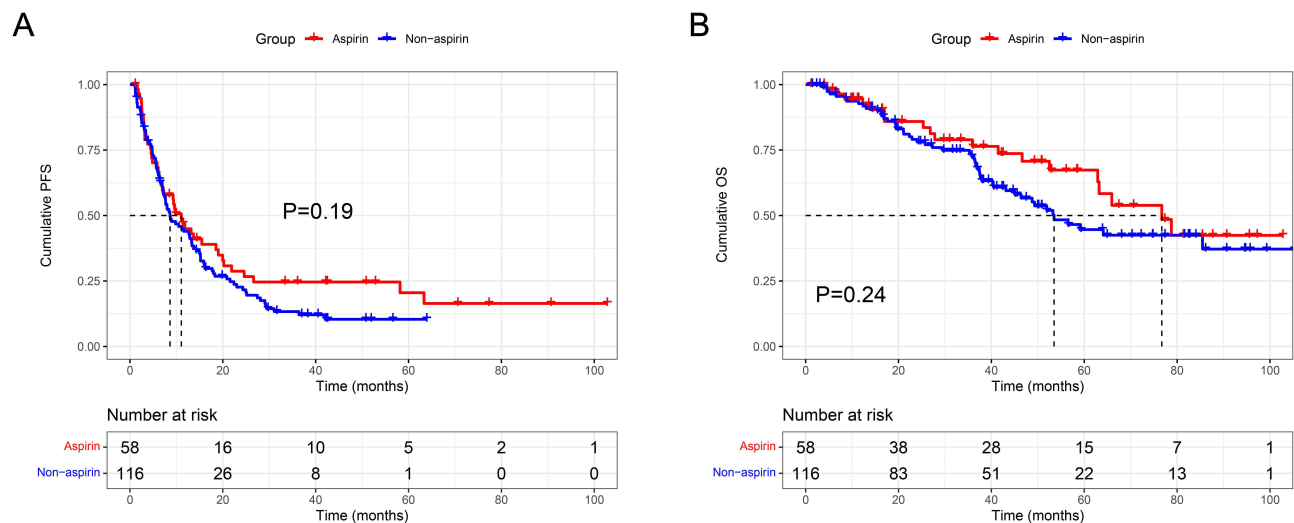 A
Group Aspirin Non-aspirin
1.00
0.75
0.50
0.25
0.00
Cumulative PFS
P=0.19
0 20 40 60 80 100
Time (months)
Number at risk
Aspirin 58 16 10 5 2 1
Non-aspirin 116 26 8 1 0 0
0 20 40 60 80 100
Time (months)
B
Group Aspirin Non-aspirin
1.00
0.75
0.50
0.25
0.00
Cumulative OS
P=0.24
0 20 40 60 80 100
Time (months)
Number at risk
Aspirin 58 38 28 15 7 1
Non-aspirin 116 83 51 22 13 1
0 20 40 60 80 100
Time (months)